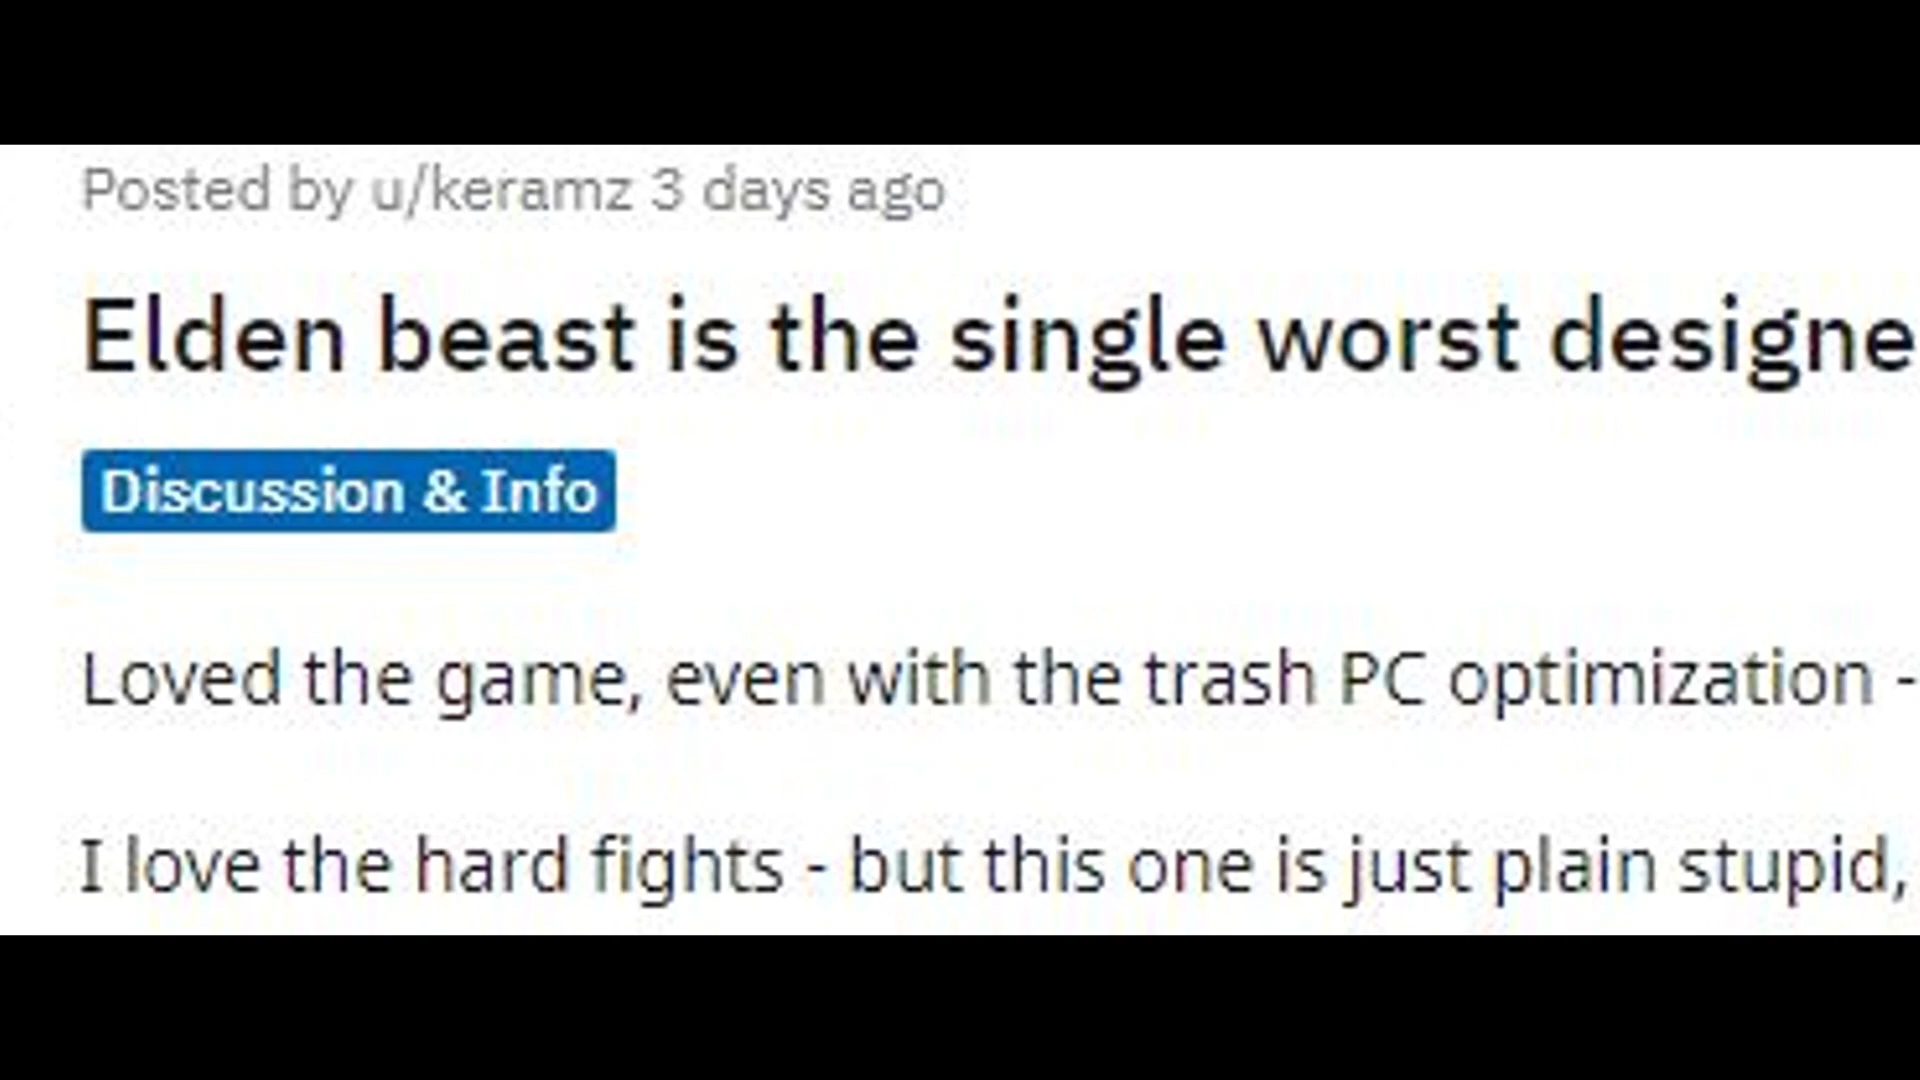 Posted by u/keramz 3 days ago
Elden beast is the single worst designe
Discussion & Info
Loved the game, even with the trash PC optimization -
I love the hard fights - but this one is just plain stupid,